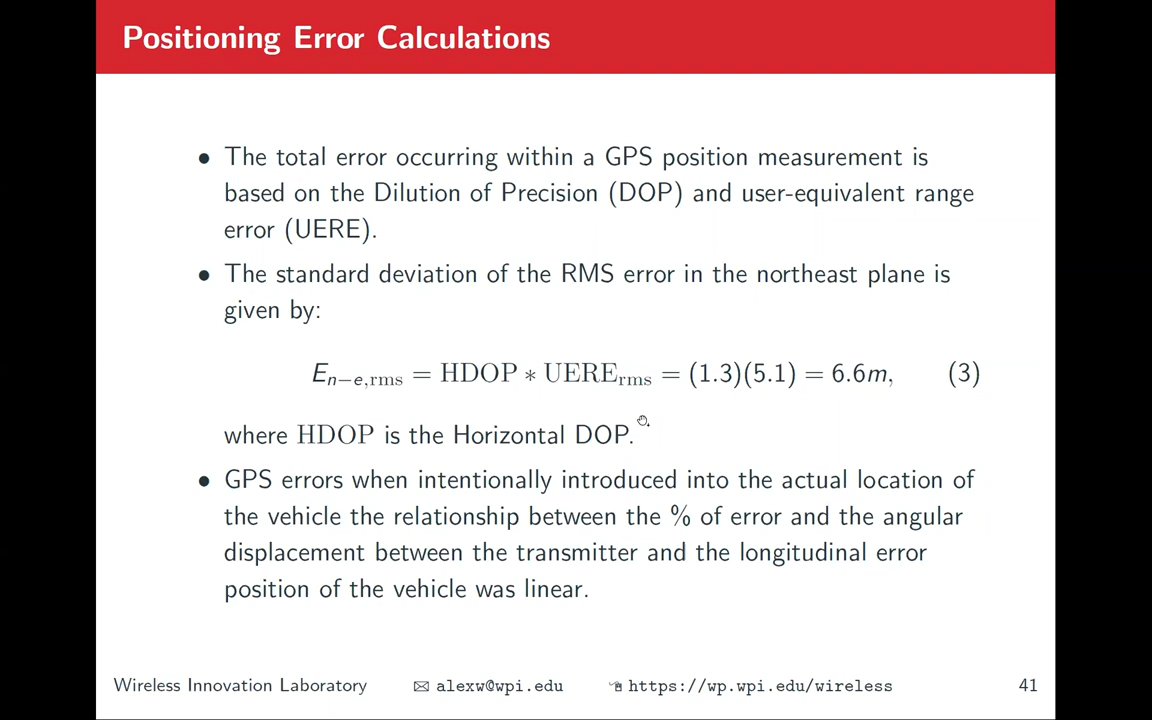 Positioning Error Calculations
• The total error occurring within a GPS position measurement is
based on the Dilution of Precision (DOP) and user-equivalent range
error (UERE).
• The standard deviation of the RMS error in the northeast plane is
given by:
E_{n−e,rms} = HDOP ∗ UERE_{rms} = (1.3)(5.1) = 6.6m, (3)
where HDOP is the Horizontal DOP.
• GPS errors when intentionally introduced into the actual location of
the vehicle the relationship between the % of error and the angular
displacement between the transmitter and the longitudinal error
position of the vehicle was linear.
Wireless Innovation Laboratory alexw@wpi.edu https://wp.wpi.edu/wireless 41